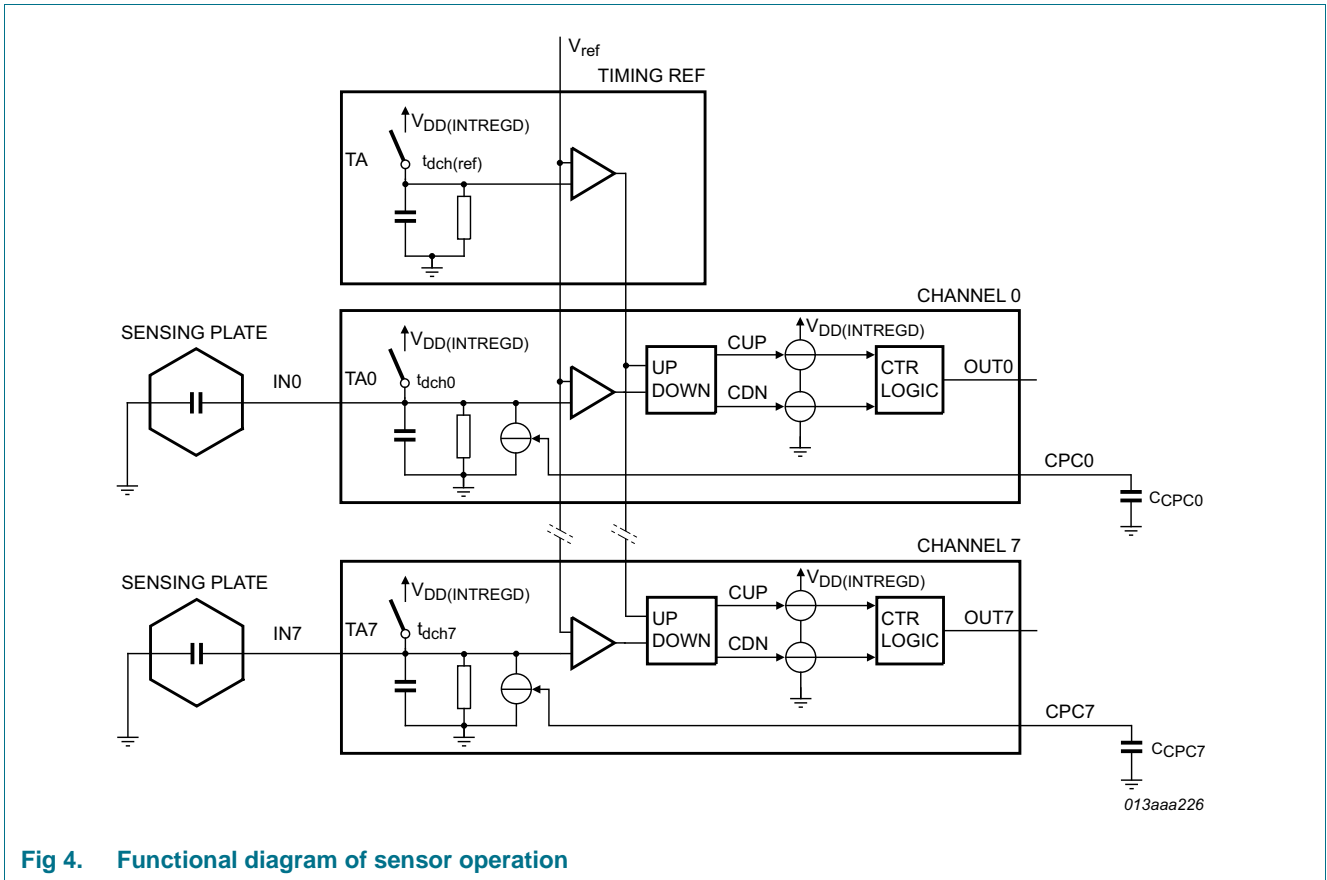 Vref
TIMING REF
VDD(INTREGD)
TA
tdch(ref)
CHANNEL 0
SENSING PLATE
VDD(INTREGD)
VDD(INTREGD)
IN0
TA0
tdch0
UP
DOWN
CUP
CDN
CTR
LOGIC
OUT0
CPC0
CCPC0
CHANNEL 7
SENSING PLATE
VDD(INTREGD)
VDD(INTREGD)
IN7
TA7
tdch7
UP
DOWN
CUP
CDN
CTR
LOGIC
OUT7
CPC7
CCPC7
013aaa226
Fig 4. Functional diagram of sensor operation